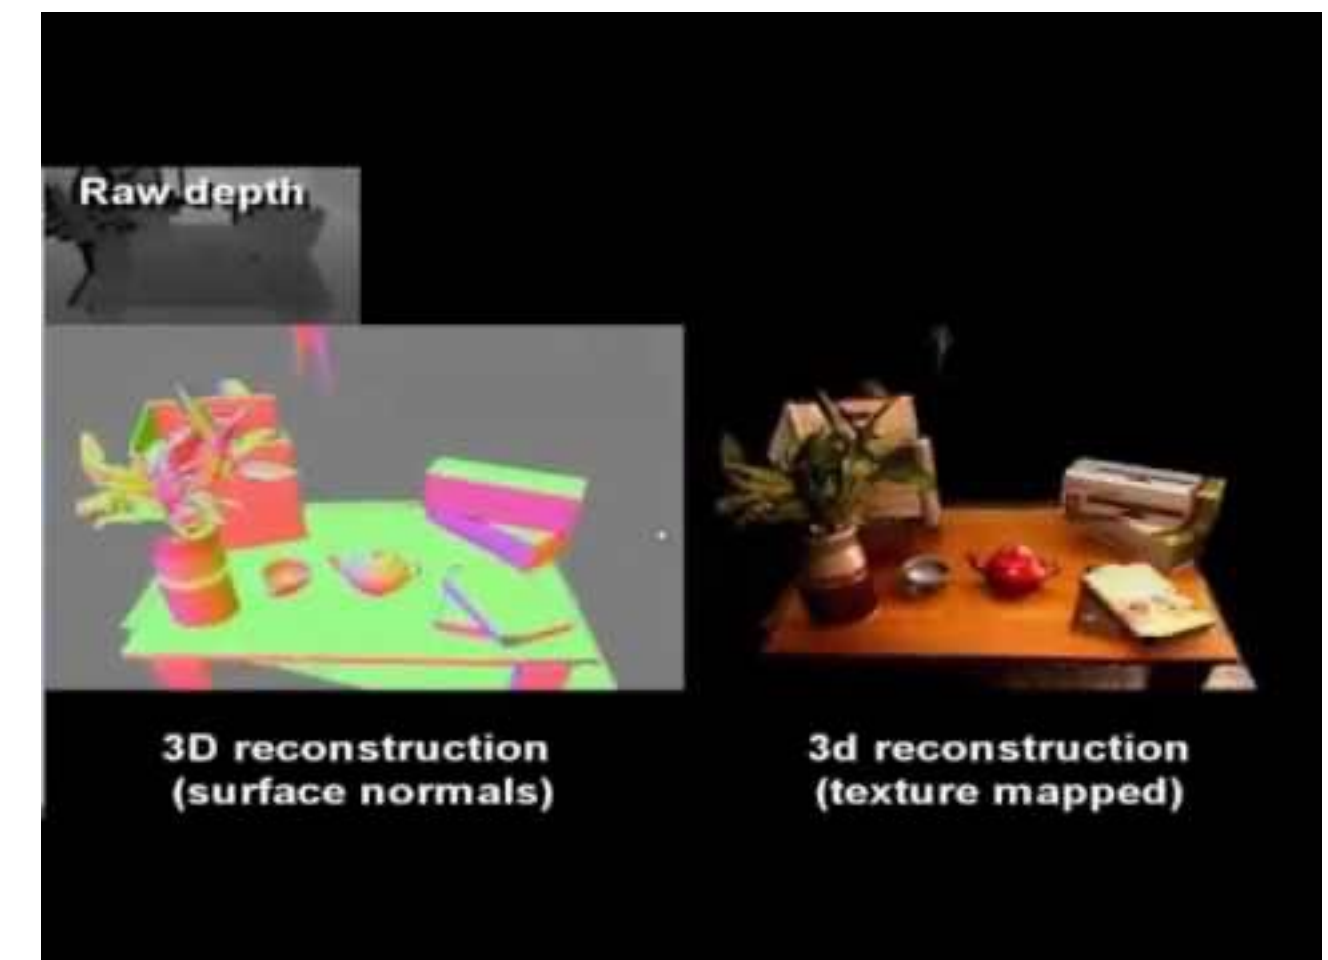 Raw depth
3D reconstruction
(surface normals)
3d reconstruction
(texture mapped)